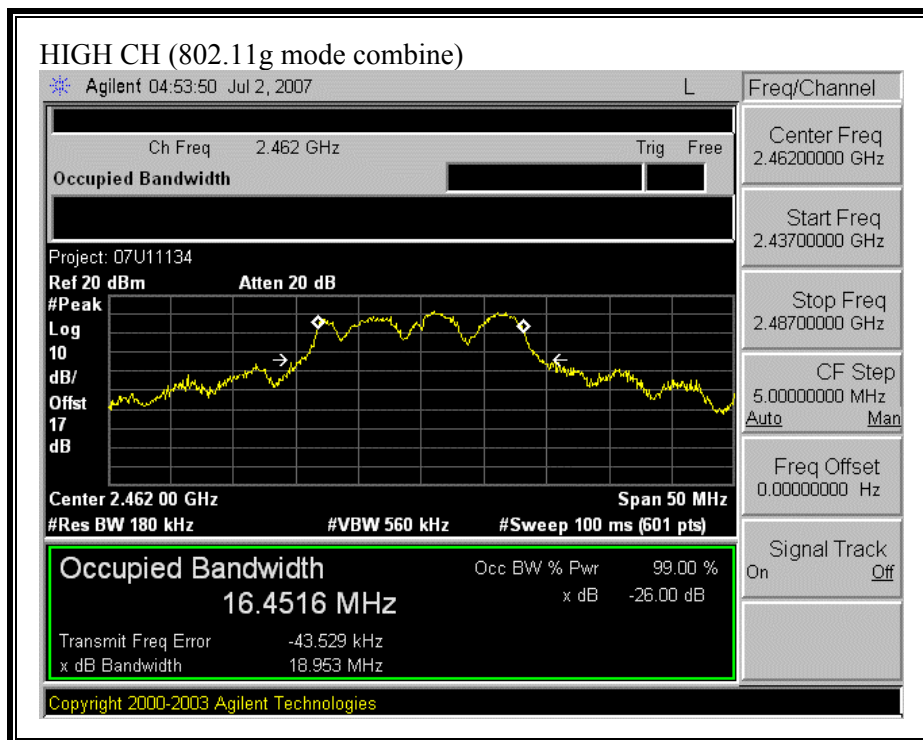 HIGH CH (802.11g mode combine)
Agilent 04:53:50 Jul 2, 2007 L
Freq/Channel
Ch Freq 2.462 GHz Trig Free
Occupied Bandwidth
Center Freq
2.46200000 GHz
Start Freq
2.43700000 GHz
Stop Freq
2.48700000 GHz
CF Step
5.00000000 MHz
Auto Man
Freq Offset
0.00000000 Hz
Signal Track
On Off
Project: 07U11134
Ref 20 dBm Atten 20 dB
#Peak
Log
10
dB/
Offst
17
dB
Center 2.462 00 GHz Span 50 MHz
#Res BW 180 kHz #VBW 560 kHz #Sweep 100 ms (601 pts)
Occupied Bandwidth Occ BW % Pwr 99.00 %
16.4516 MHz x dB -26.00 dB
Transmit Freq Error -43.529 kHz
x dB Bandwidth 18.953 MHz
Copyright 2000-2003 Agilent Technologies